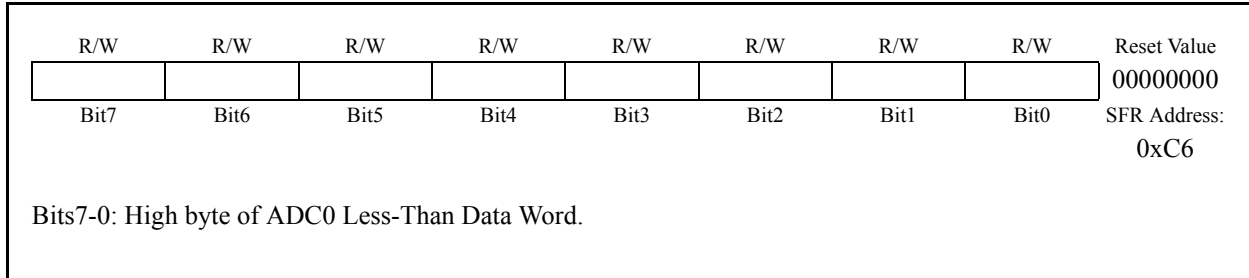 R/W R/W R/W R/W R/W R/W R/W R/W Reset Value
00000000
Bit7 Bit6 Bit5 Bit4 Bit3 Bit2 Bit1 Bit0 SFR Address:
0xC6
Bits7-0: High byte of ADC0 Less-Than Data Word.